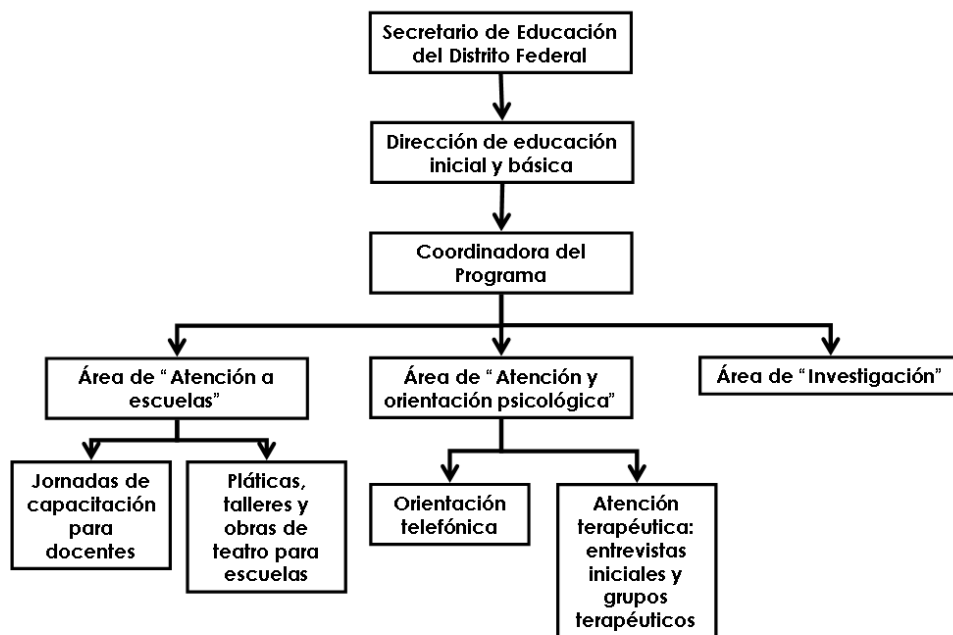 Secretario de Educación
del Distrito Federal
Dirección de educación
inicial y básica
Coordinadora del
Programa
Área de “Atención a
escuelas”
Área de “Atención y
orientación psicológica”
Área de “Investigación”
Jornadas de
capacitación
para
docentes
Pláticas,
talleres y
obras de
teatro para
escuelas
Orientación
telefónica
Atención
terapéutica:
entrevistas
iniciales y
grupos
terapéuticos